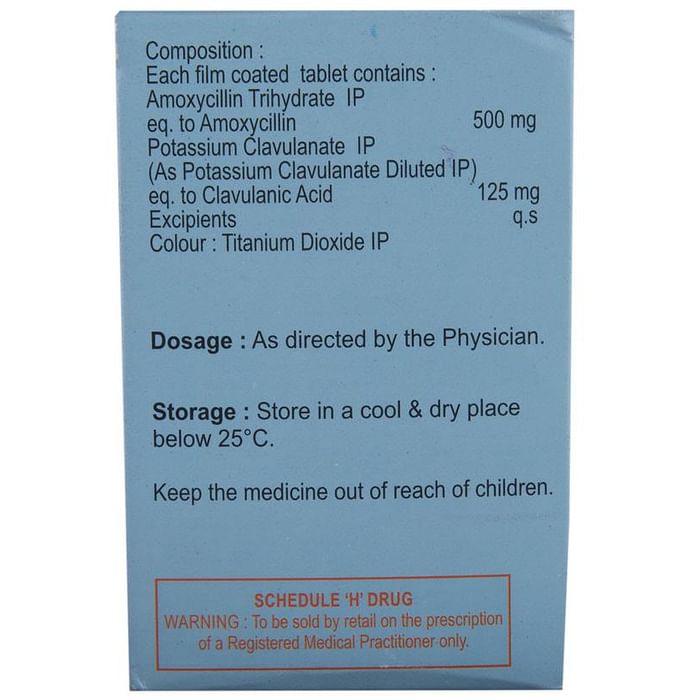 Composition :
Each film coated tablet contains :
Amoxycillin Trihydrate IP
eq. to Amoxycillin 500 mg
Potassium Clavulanate IP
(As Potassium Clavulanate Diluted IP)
eq. to Clavulanic Acid 125 mg
Excipients q.s
Colour : Titanium Dioxide IP
Dosage : As directed by the Physician.
Storage : Store in a cool & dry place
below 25°C.
Keep the medicine out of reach of children.
SCHEDULE 'H' DRUG
WARNING : To be sold by retail on the prescription
of a Registered Medical Practitioner only.